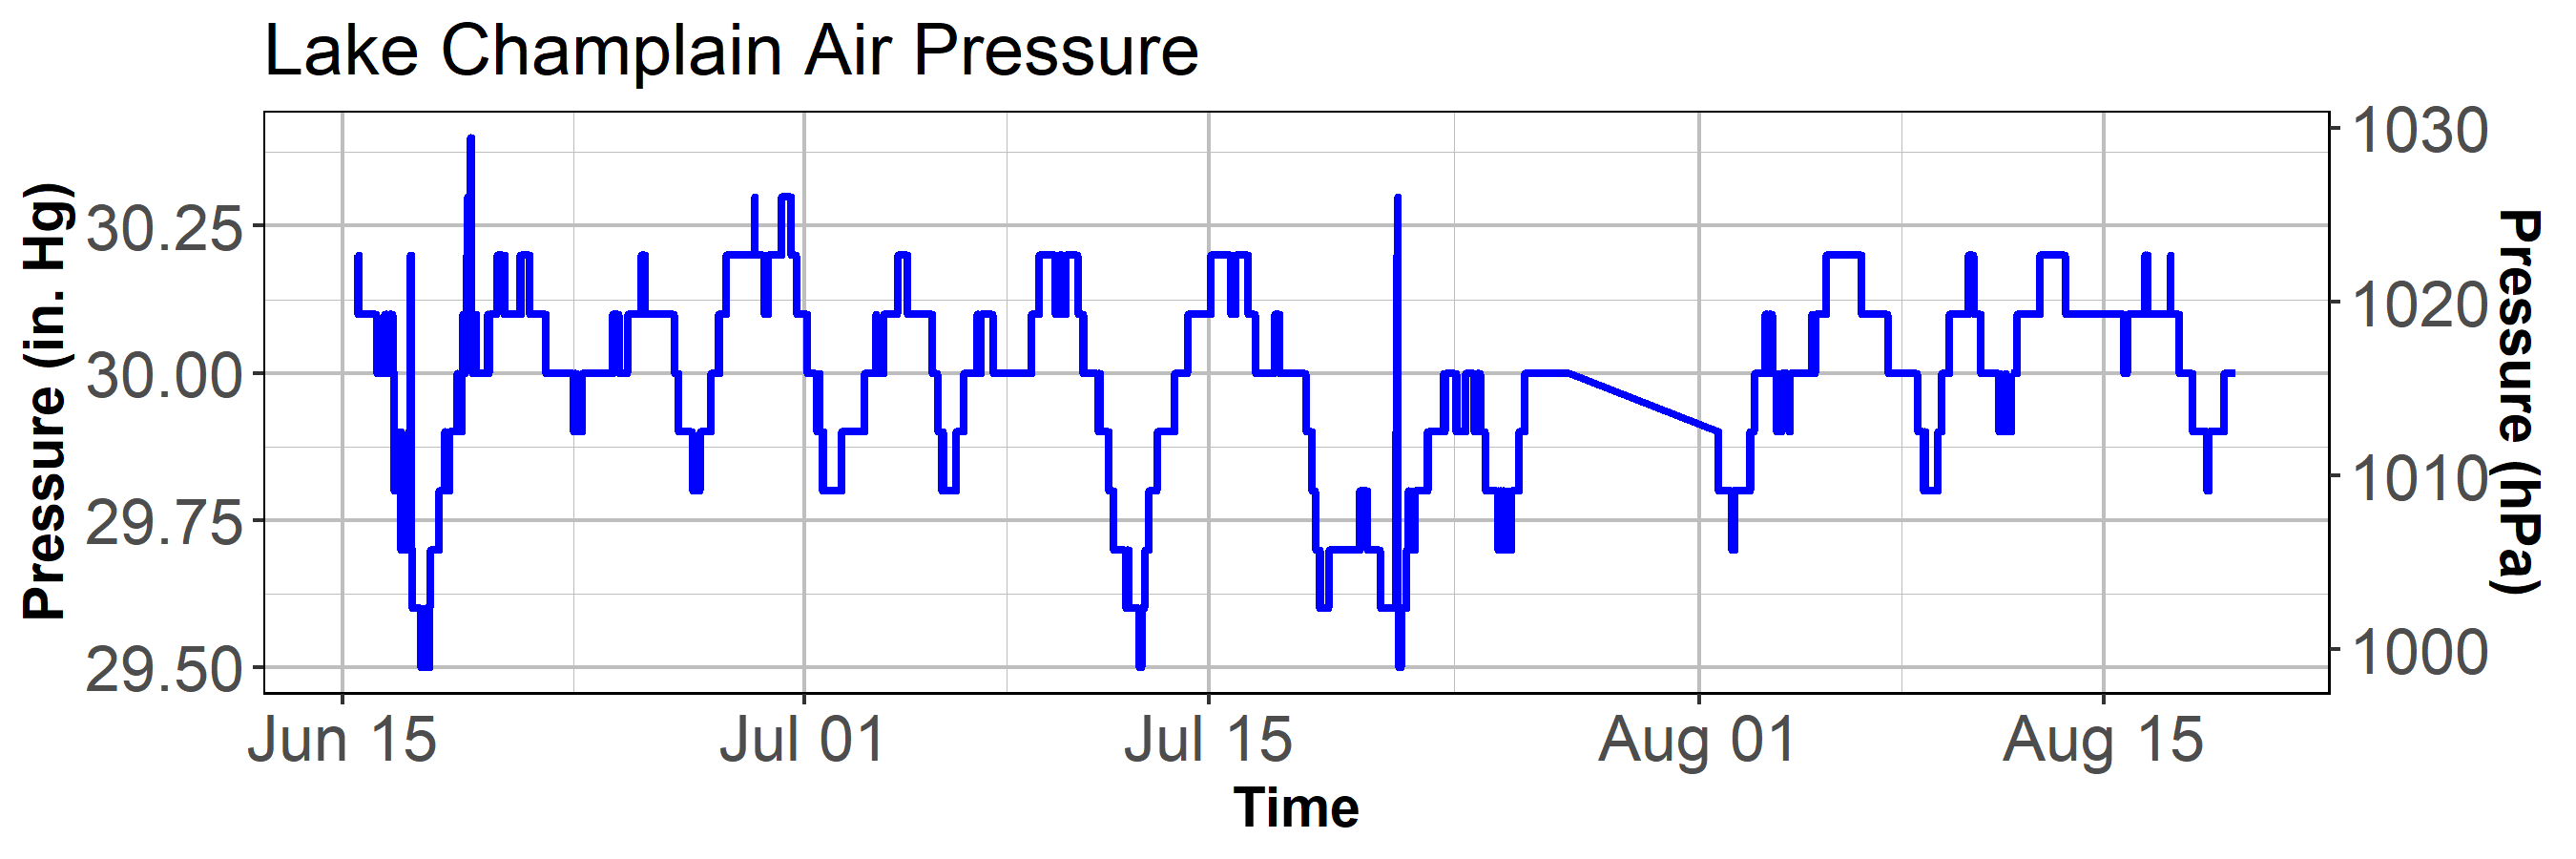 Lake Champlain Air Pressure
Pressure (in. Hg)
30.25
30.00
29.75
29.50
1030
1020
1010
1000
Pressure (hPa)
Jun 15
Jul 01
Jul 15
Aug 01
Aug 15
Time